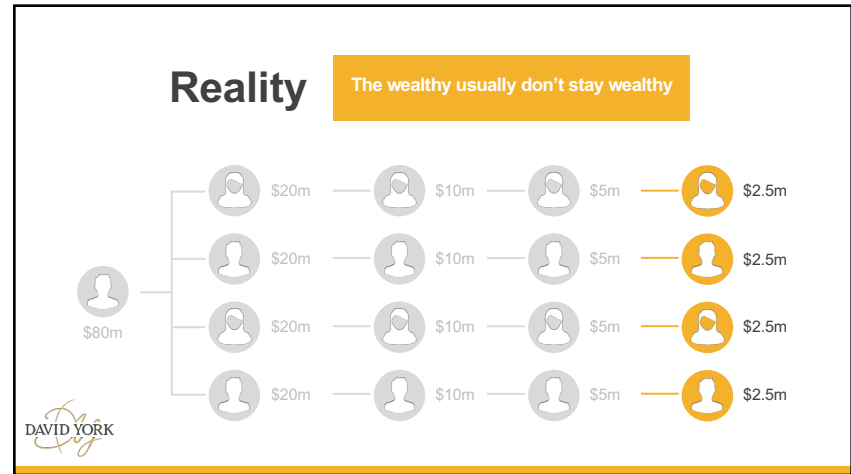 Reality
The wealthy usually don’t stay wealthy
$20m $10m $5m $2.5m
$20m $10m $5m $2.5m
$80m
$20m $10m $5m $2.5m
$20m $10m $5m $2.5m
DAVID YORK